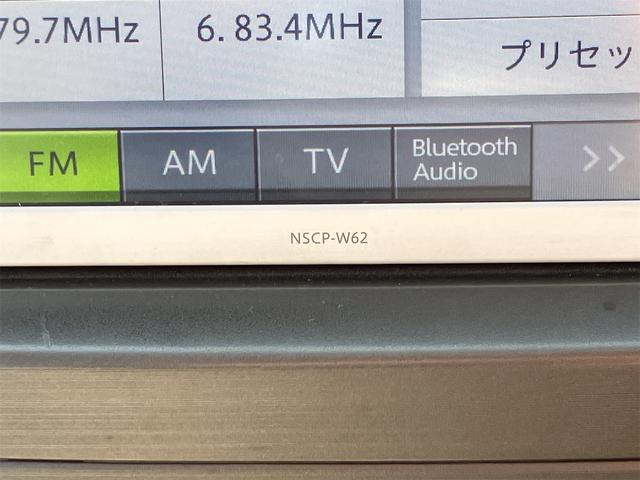 79.7MHz
6. 83.4MHz
プリセッ
FM
AM
TV
Bluetooth
Audio
>>
NSCP-W62